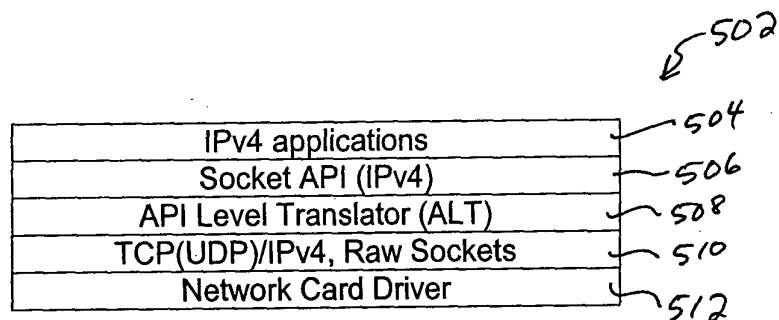 502
IPv4 applications
504
Socket API (IPv4)
506
API Level Translator (ALT)
508
TCP(UDP)/IPv4, Raw Sockets
510
Network Card Driver
512